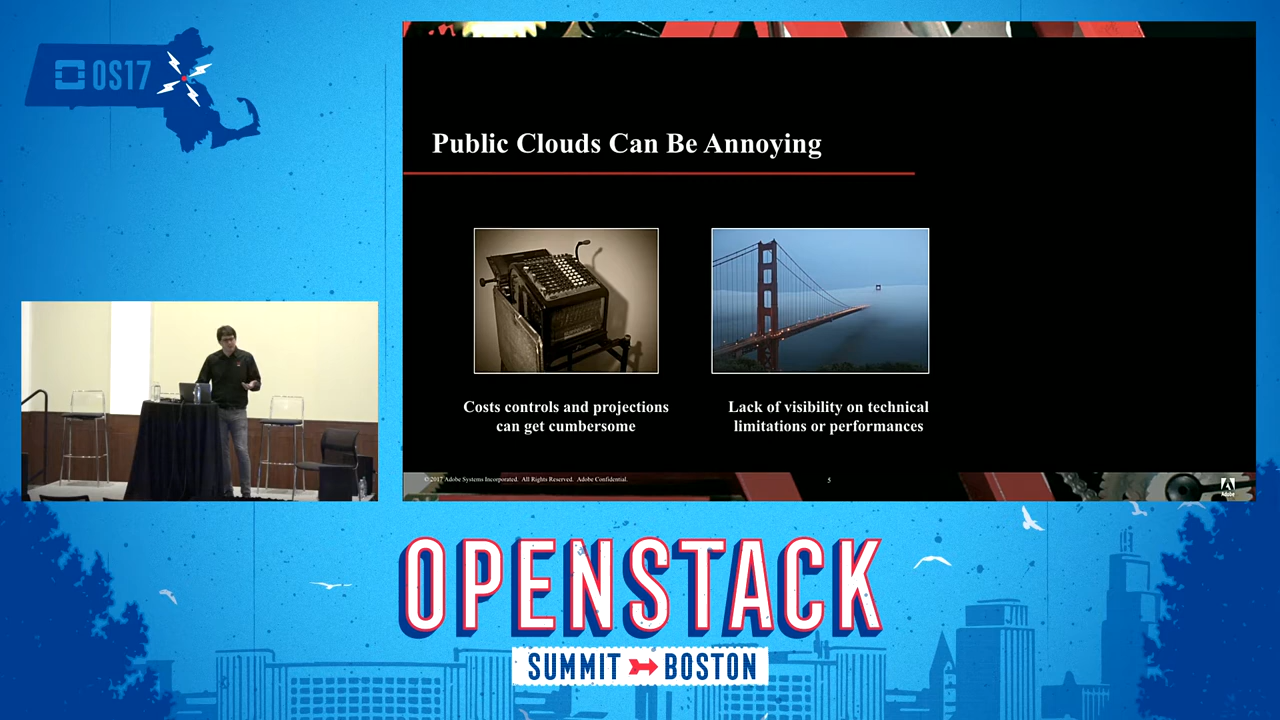 OS17
Public Clouds Can Be Annoying
Costs controls and projections
can get cumbersome
Lack of visibility on technical
limitations or performances
© 2017 Adobe Systems Incorporated. All Rights Reserved. Adobe Confidential.
5
Adobe
OPENSTACK
SUMMIT BOSTON